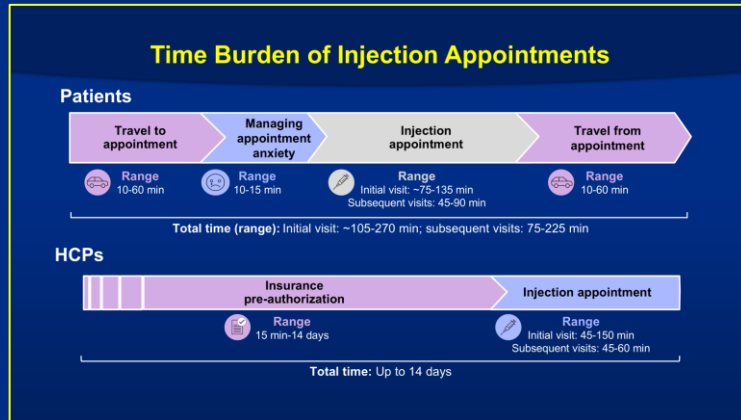 Time Burden of Injection Appointments
Patients
Travel to
appointment
Managing
appointment
anxiety
Injection
appointment
Travel from
appointment
Range
10-60 min
Range
10-15 min
Range
Initial visit: ~75-135 min
Subsequent visits: 45-90 min
Range
10-60 min
Total time (range): Initial visit: ~105-270 min; subsequent visits: 75-225 min
HCPs
Insurance
pre-authorization
Injection appointment
Range
15 min-14 days
Range
Initial visit: 45-150 min
Subsequent visits: 45-60 min
Total time: Up to 14 days